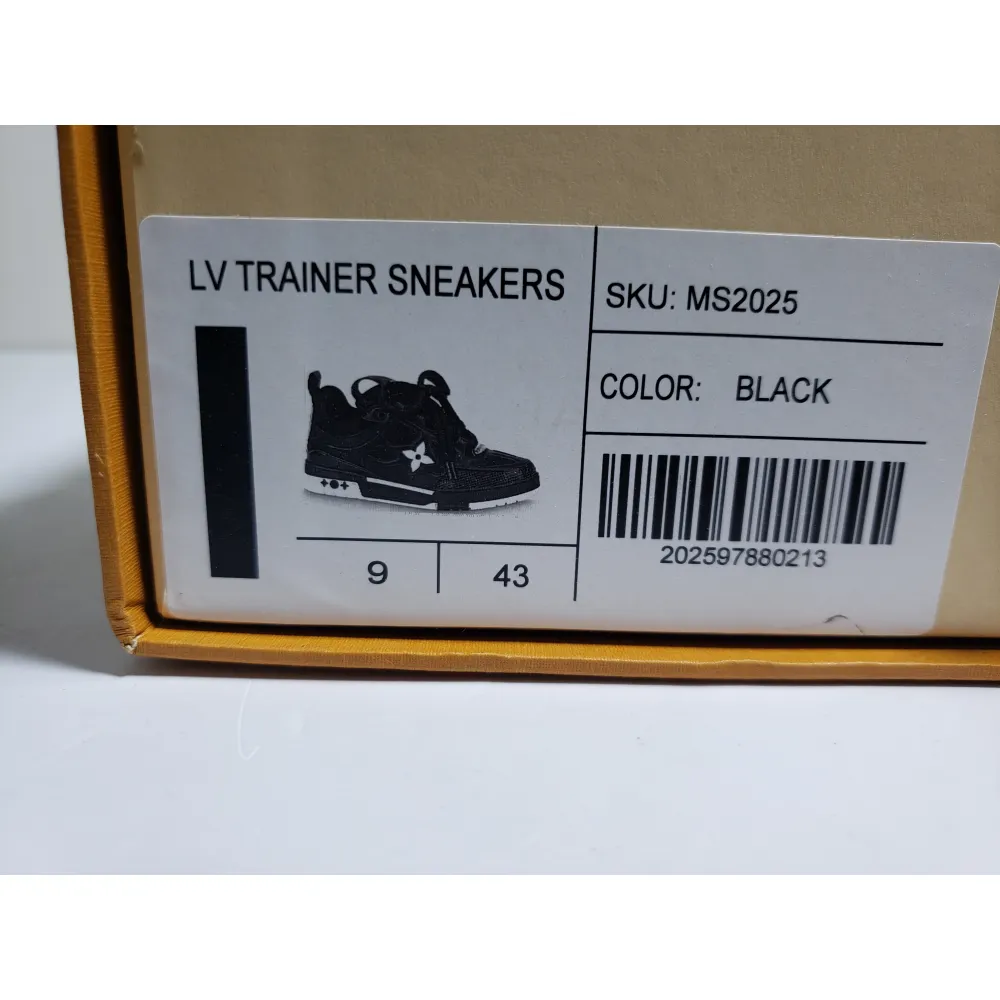 LV TRAINER SNEAKERS
SKU: MS2025
COLOR: BLACK
202597880213
9
43